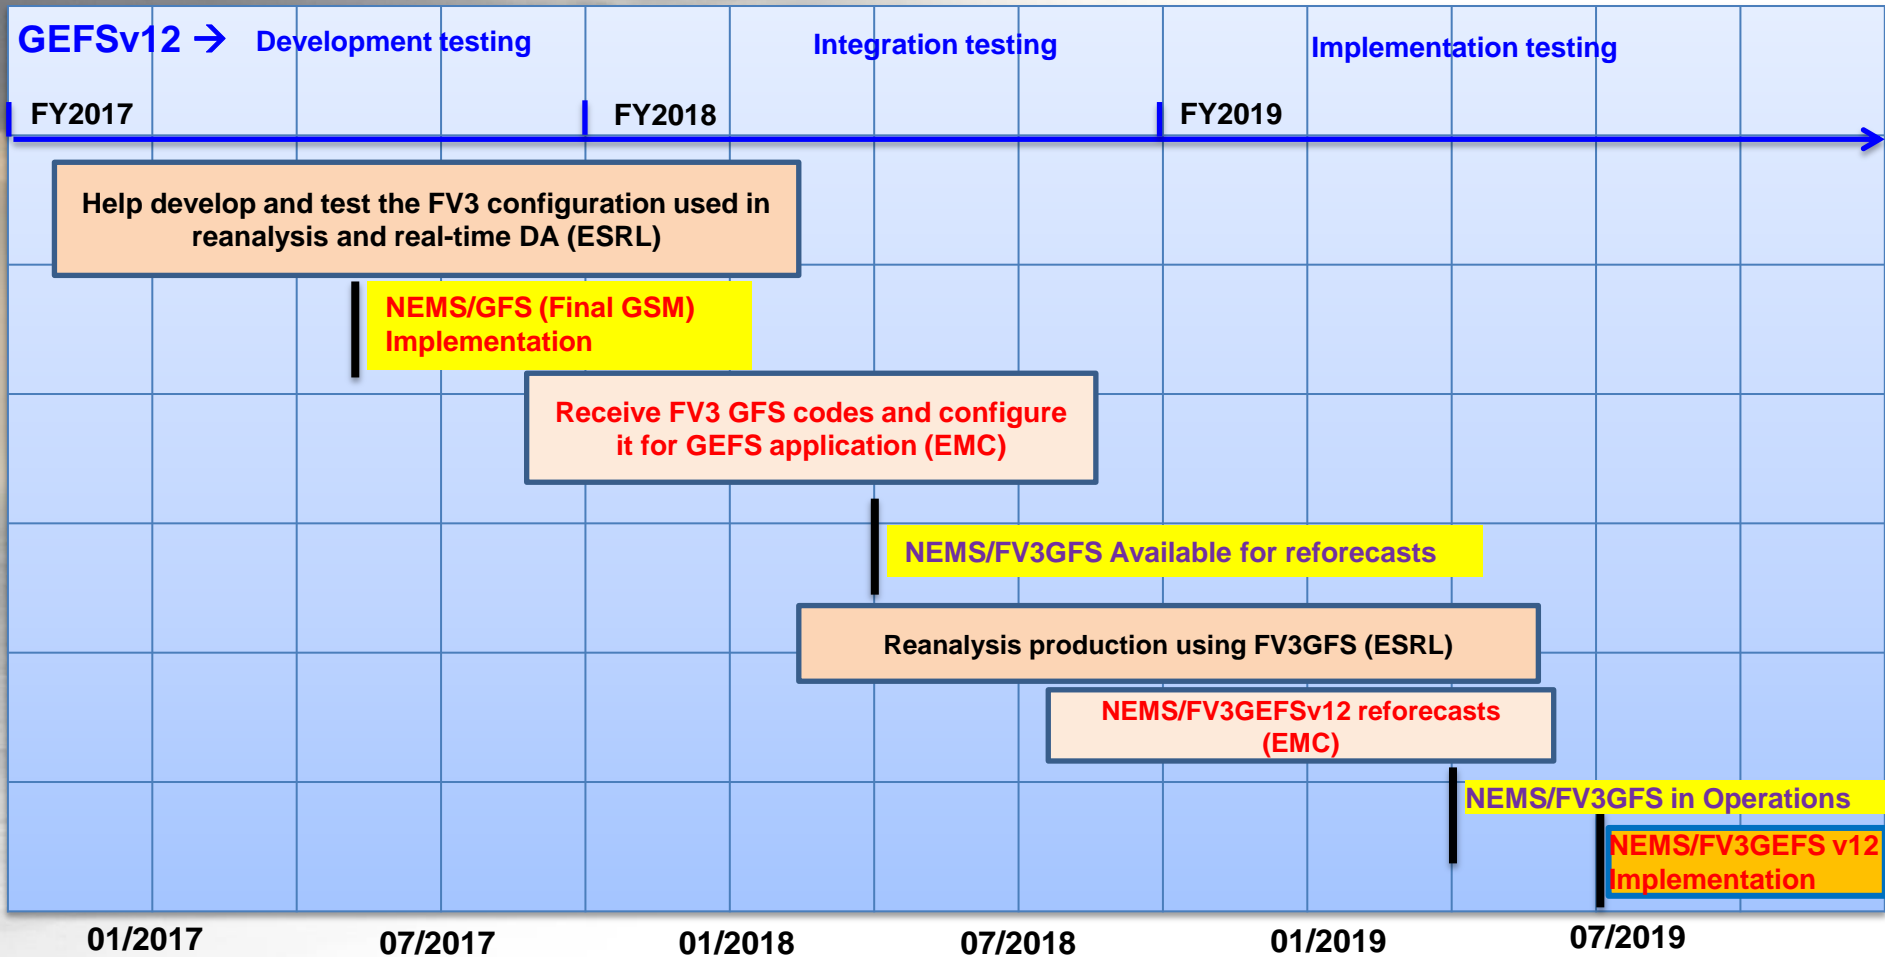 GEFSv12 → Development testing Integration testing Implementation testing
FY2017 FY2018 FY2019
Help develop and test the FV3 configuration used in
reanalysis and real-time DA (ESRL)
NEMS/GFS (Final GSM)
Implementation
Receive FV3 GFS codes and configure
it for GEFS application (EMC)
NEMS/FV3GFS Available for reforecasts
Reanalysis production using FV3GFS (ESRL)
NEMS/FV3GEFSv12 reforecasts
(EMC)
NEMS/FV3GFS in Operations
NEMS/FV3GEFS v12
Implementation
01/2017 07/2017 01/2018 07/2018 01/2019 07/2019